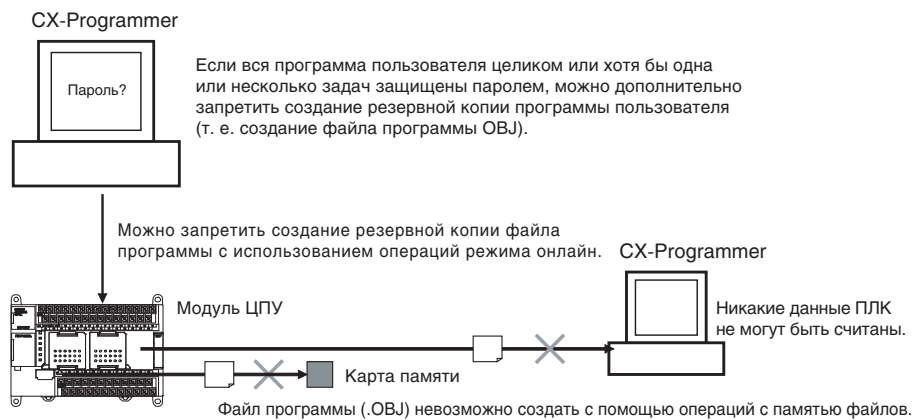 CX-Programmer
Пароль?
Если вся программа пользователя целиком или хотя бы одна
или несколько задач защищены паролем, можно дополнительно
запретить создание резервной копии программы пользователя
(т. е. создание файла программы OBJ).
Можно запретить создание резервной копии файла
программы с использованием операций режима онлайн.
CX-Programmer
Модуль ЦПУ
Никакие данные ПЛК
не могут быть считаны.
Карта памяти
Файл программы (.OBJ) невозможно создать с помощью операций с памятью файлов.